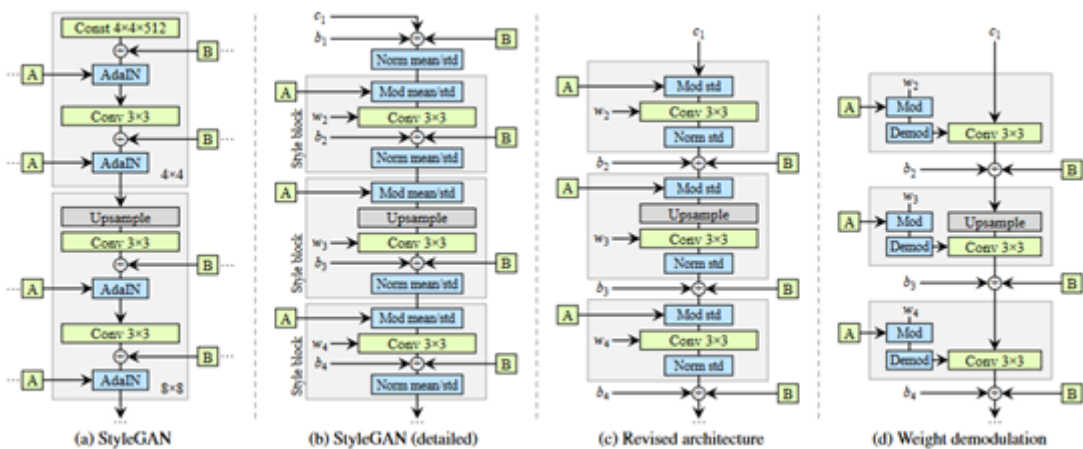 Const 4×4×512
B
A
AdaIN
Conv 3×3
B
A
AdaIN
4×4
Upsample
Conv 3×3
B
A
AdaIN
Conv 3×3
B
A
AdaIN
8×8
...
(a) StyleGAN
c₁
b₁
B
Norm mean/std
A
Mod mean/std
w₂
Conv 3×3
b₂
B
Norm mean/std
Style block
A
Mod mean/std
Upsample
w₃
Conv 3×3
b₃
B
Norm mean/std
Style block
A
Mod mean/std
w₄
Conv 3×3
b₄
B
Norm mean/std
Style block
...
(b) StyleGAN (detailed)
c₁
A
Mod std
w₂
Conv 3×3
Norm std
b₂
B
A
Mod std
Upsample
w₃
Conv 3×3
Norm std
b₃
B
A
Mod std
w₄
Conv 3×3
Norm std
b₄
B
...
(c) Revised architecture
c₁
w₂
A
Mod
Demod
Conv 3×3
b₂
B
w₃
A
Mod
Upsample
Demod
Conv 3×3
b₃
B
w₄
A
Mod
Demod
Conv 3×3
b₄
B
...
(d) Weight demodulation